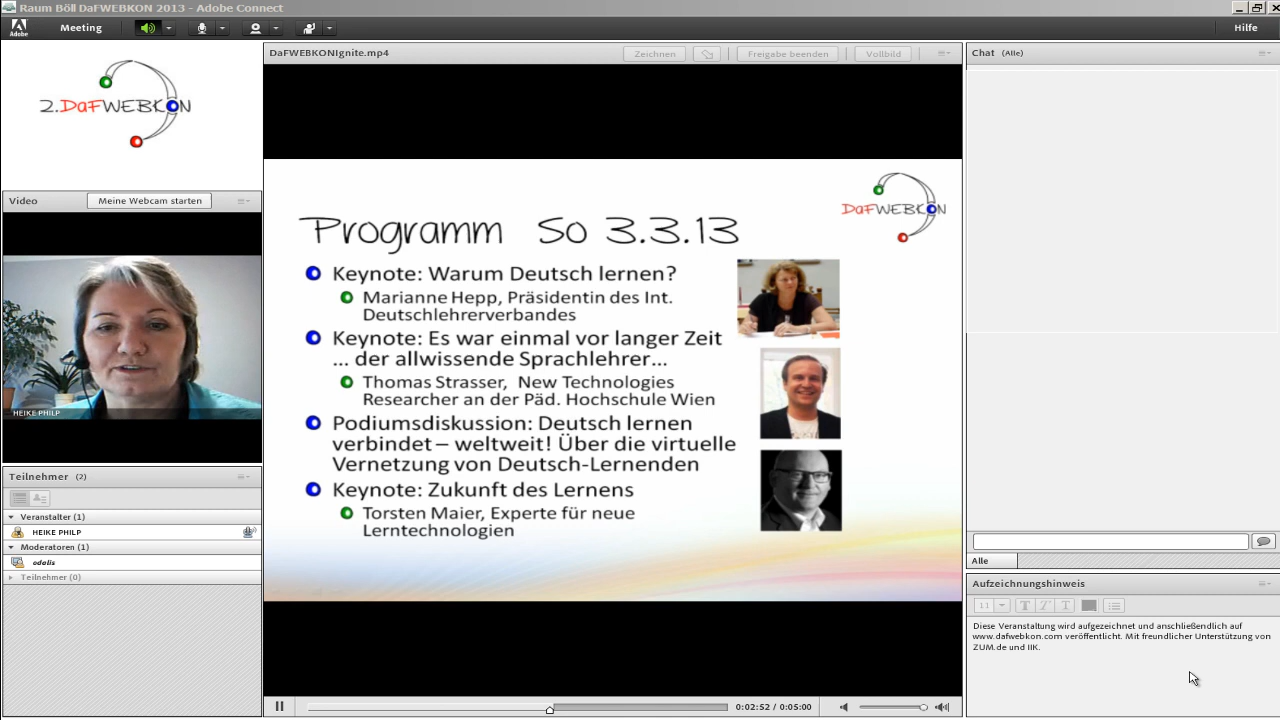 Raum Böll DaFWEBKON 2013 - Adobe Connect
Adobe
Meeting
Hilfe
2.DaFWEBKON
Video
Meine Webcam starten
HEIKE PHILP
Teilnehmer (2)
Veranstalter (1)
HEIKE PHILP
Moderatoren (1)
odalis
Teilnehmer (0)
DaFWEBKONIgnite.mp4
Zeichnen
Freigabe beenden
Vollbild
DaFWEBKON
Programm So 3.3.13
Keynote: Warum Deutsch lernen?
Marianne Hepp, Präsidentin des Int.
Deutschlehrerverbandes
Keynote: Es war einmal vor langer Zeit
... der allwissende Sprachlehrer...
Thomas Strasser, New Technologies
Researcher an der Päd. Hochschule Wien
Podiumsdiskussion: Deutsch lernen
verbindet – weltweit! Über die virtuelle
Vernetzung von Deutsch-Lernenden
Keynote: Zukunft des Lernens
Torsten Maier, Experte für neue
Lerntechnologien
0:02:52 / 0:05:00
Chat (Alle)
Alle
Aufzeichnungshinweis
11
Diese Veranstaltung wird aufgezeichnet und anschließendlich auf
www.dafwebkon.com veröffentlicht. Mit freundlicher Unterstützung von
ZUM.de und IIK.